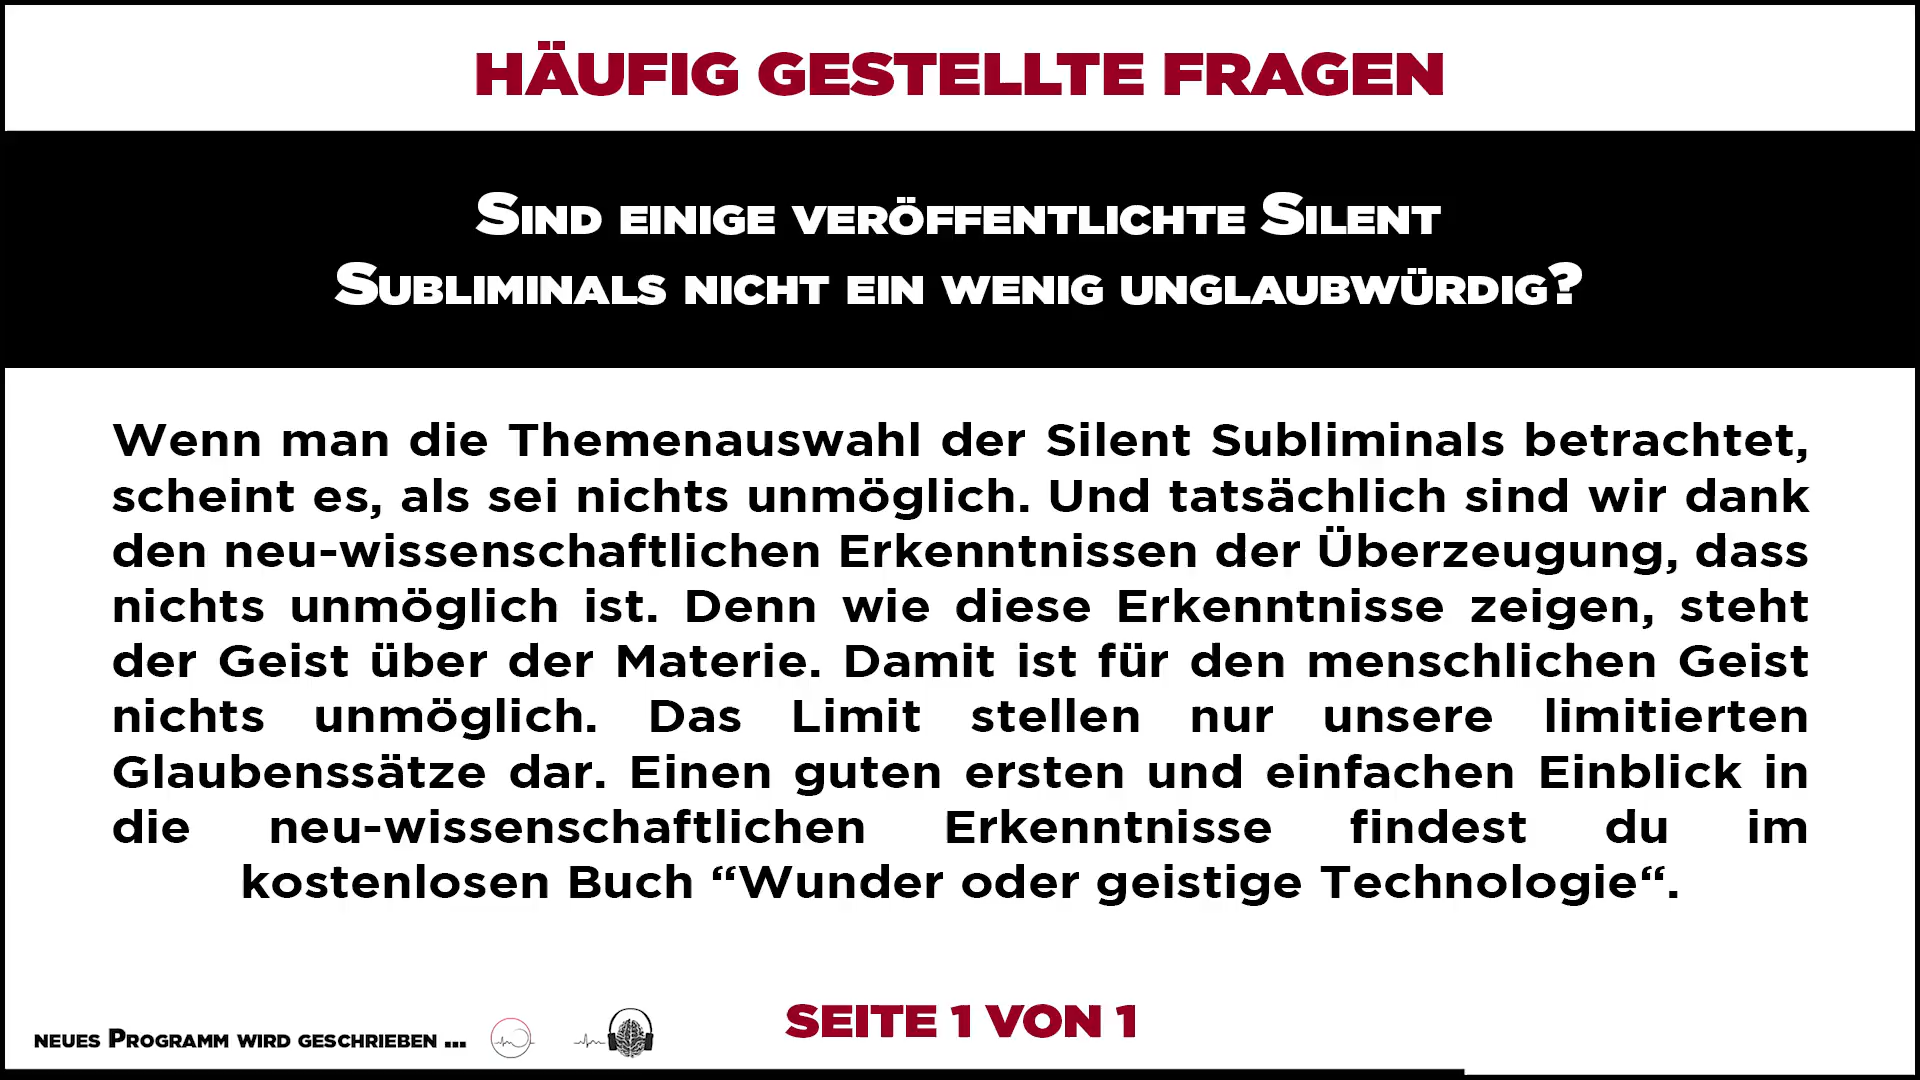 HÄUFIG GESTELLTE FRAGEN
Sind einige veröffentlichte Silent
Subliminals nicht ein wenig unglaubwürdig?
Wenn man die Themenauswahl der Silent Subliminals betrachtet,
scheint es, als sei nichts unmöglich. Und tatsächlich sind wir dank
den neu-wissenschaftlichen Erkenntnissen der Überzeugung, dass
nichts unmöglich ist. Denn wie diese Erkenntnisse zeigen, steht
der Geist über der Materie. Damit ist für den menschlichen Geist
nichts unmöglich. Das Limit stellen nur unsere limitierten
Glaubenssätze dar. Einen guten ersten und einfachen Einblick in
die neu-wissenschaftlichen Erkenntnisse findest du im
kostenlosen Buch “Wunder oder geistige Technologie“.
neues Programm wird geschrieben ...
SEITE 1 VON 1